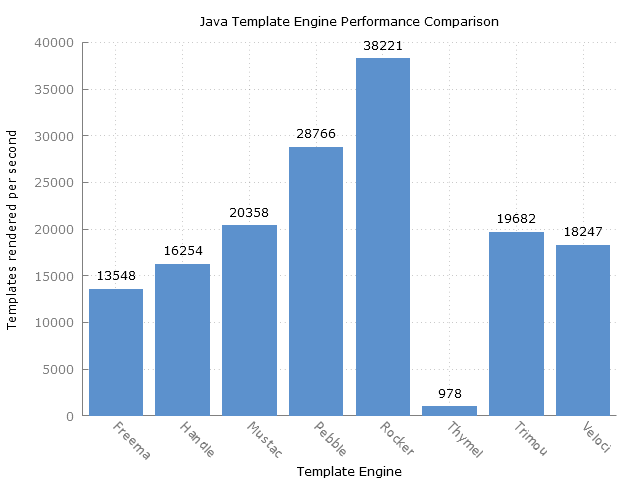 Java Template Engine Performance Comparison
Templates rendered per second
40000
35000
30000
25000
20000
15000
10000
5000
0
13548
16254
20358
28766
38221
978
19682
18247
Freema
Handle
Mustac
Pebble
Rocker
Thymel
Trimou
Veloci
Template Engine